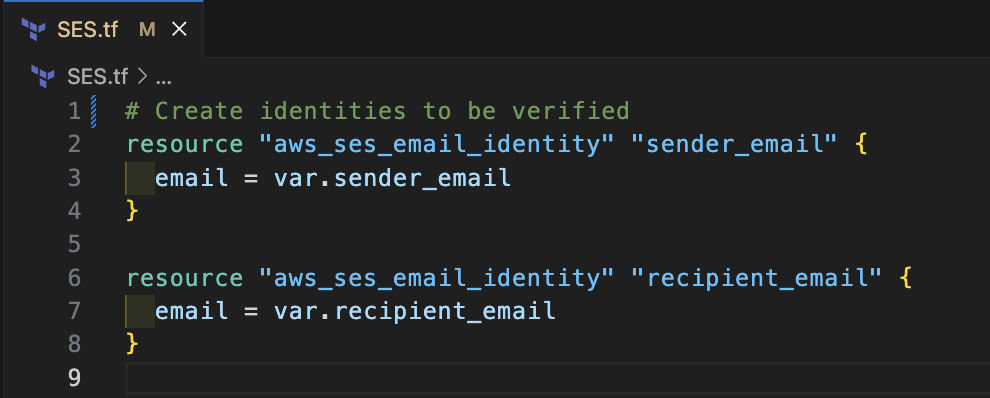 SES.tf M
SES.tf > ...
1 # Create identities to be verified
2 resource "aws_ses_email_identity" "sender_email" {
3   email = var.sender_email
4 }
5
6 resource "aws_ses_email_identity" "recipient_email" {
7   email = var.recipient_email
8 }
9